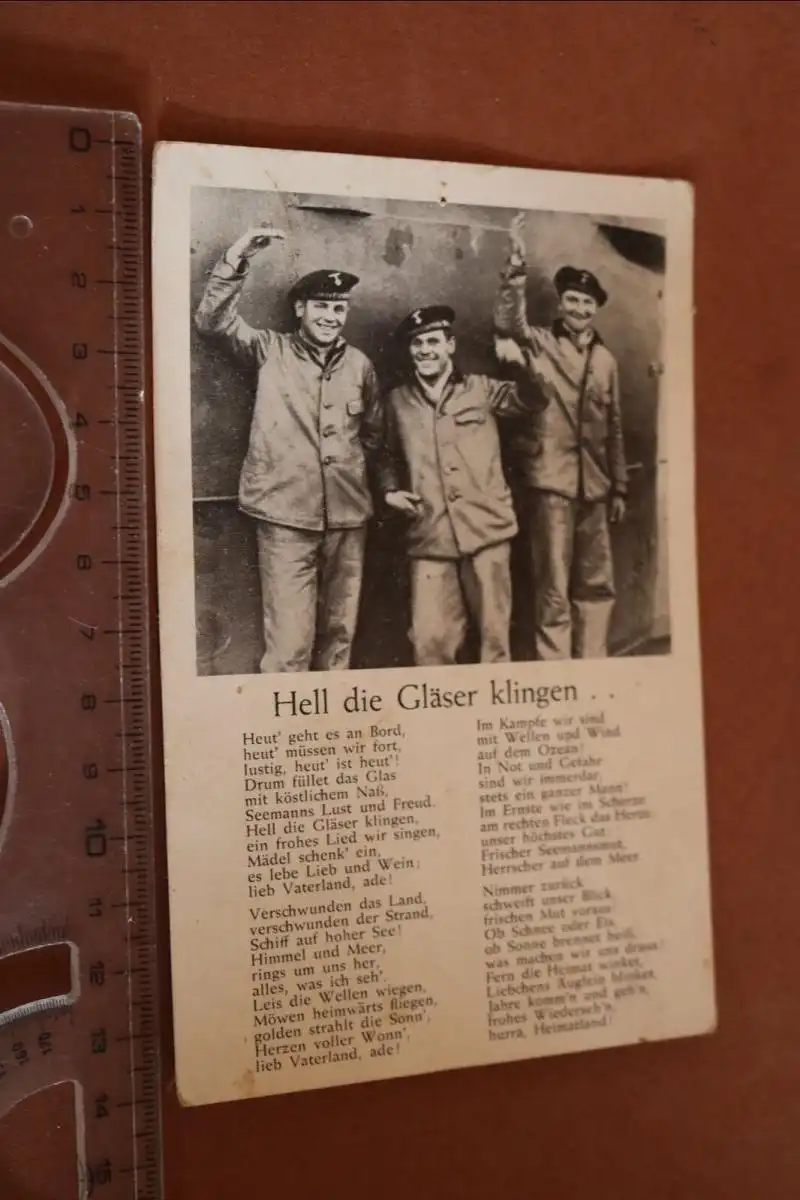 0
1
2
3
4
5
6
7
8
9
10
11
12
13
14
15
Hell die Gläser klingen . .
Heut' geht es an Bord,
heut' müssen wir fort,
lustig, heut' ist heut'!
Drum füllet das Glas
mit köstlichem Naß,
Seemanns Lust und Freud.
Hell die Gläser klingen,
ein frohes Lied wir singen,
Mädel schenk' ein,
es lebe Lieb und Wein;
lieb Vaterland, ade!
Verschwunden das Land,
verschwunden der Strand,
Schiff auf hoher See!
Himmel und Meer,
rings um uns her,
alles, was ich seh'.
Leis die Wellen wiegen,
Möwen heimwärts fliegen,
golden strahlt die Sonn',
Herzen voller Wonn',
lieb Vaterland, ade!
Im Kampfe wir sind
mit Wellen und Wind
auf dem Ozean!
In Not und Gefahr
sind wir immerdar,
stets ein ganzer Mann!
Im Ernste wie im Scherze
am rechten Fleck das Herze
unser höchstes Gut
Frischer Seemannsmut,
Herrscher auf dem Meer
Nimmer zurück
schweift unser Blick
frischen Mut voraus!
Ob Schnee oder Eis,
ob Sonne brennet heiß,
was machen wir uns draus!
Fern die Heimat winket,
Liebchens Äuglein blinket,
Jahre komm'n und geh'n,
frohes Wiederseh'n,
hurra, Heimatland!